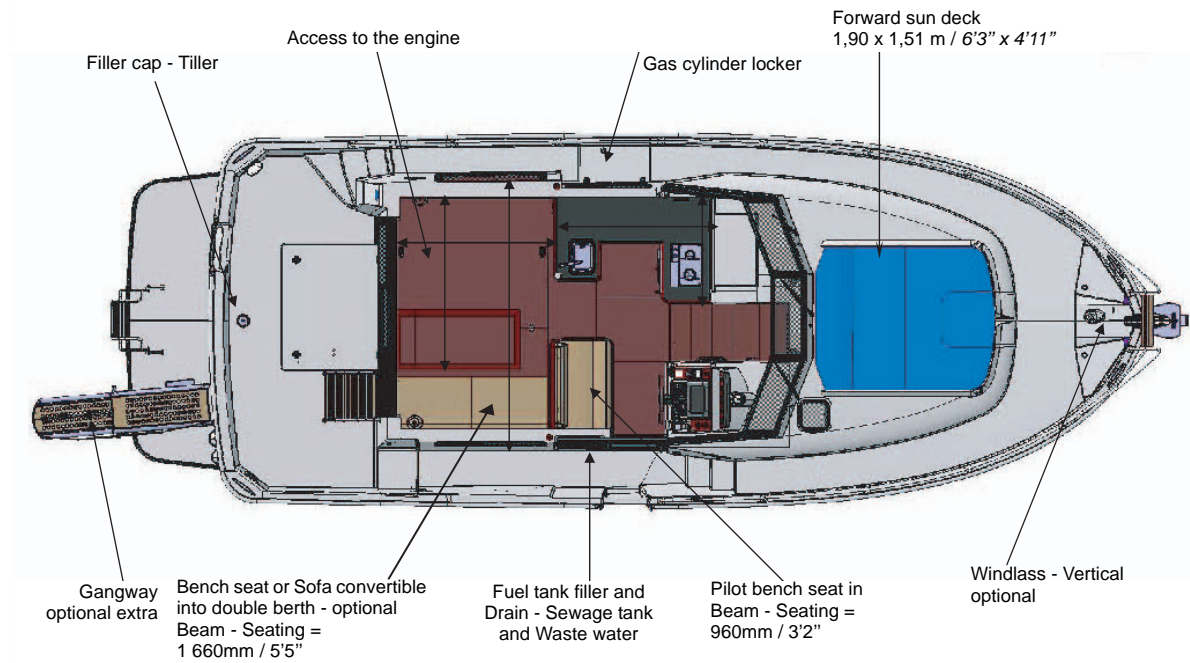 Forward sun deck
1,90 x 1,51 m / 6’3’’ x 4’11’’
Access to the engine
Filler cap - Tiller
Gas cylinder locker
Gangway
optional extra
Bench seat or Sofa convertible
into double berth - optional
Beam - Seating =
1 660mm / 5’5’’
Fuel tank filler and
Drain - Sewage tank
and Waste water
Pilot bench seat in
Beam - Seating =
960mm / 3’2’’
Windlass - Vertical
optional